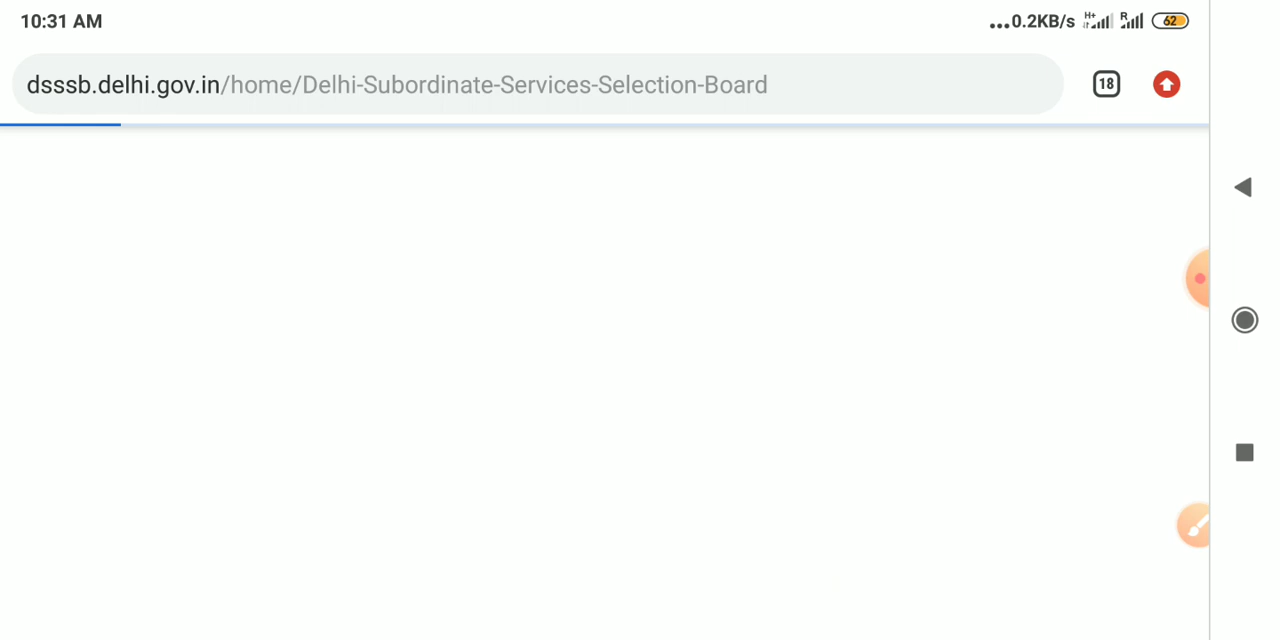 10:31 AM
...0.2KB/s H+ R 62
dsssb.delhi.gov.in/home/Delhi-Subordinate-Services-Selection-Board
18